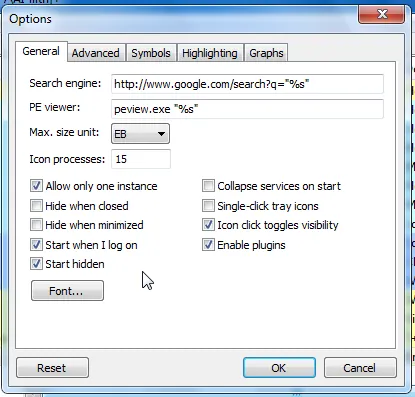 Options
General Advanced Symbols Highlighting Graphs
Search engine: http://www.google.com/search?q="%s"
PE viewer: peview.exe "%s"
Max. size unit: EB
Icon processes: 15
Allow only one instance Collapse services on start
Hide when closed Single-click tray icons
Hide when minimized Icon click toggles visibility
Start when I log on Enable plugins
Start hidden
Font...
Reset OK Cancel